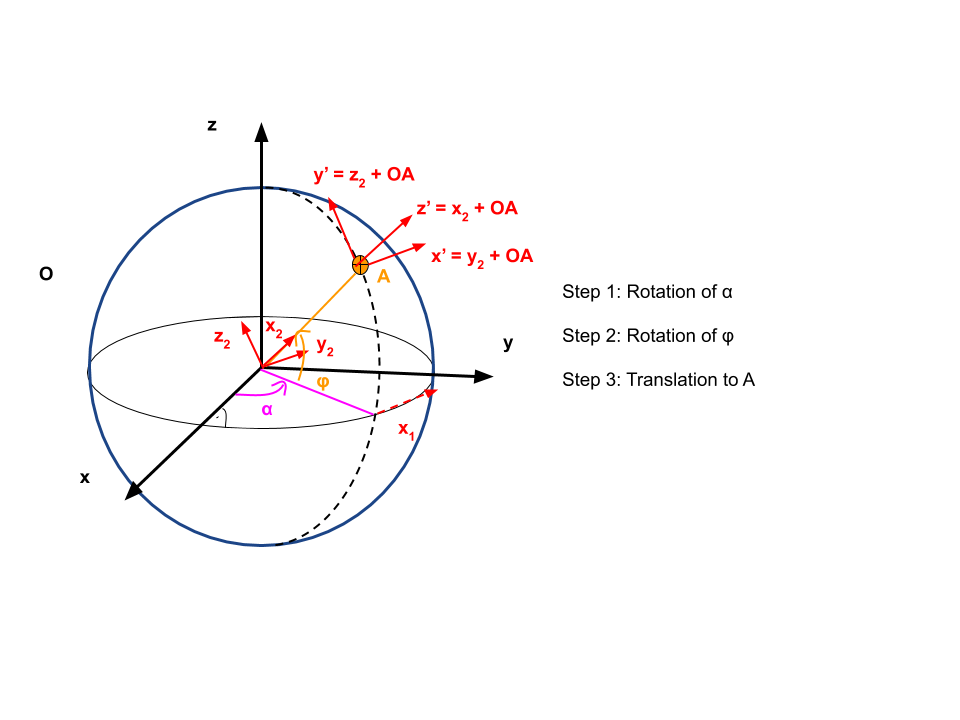 z
y’ = z₂ + OA
z’ = x₂ + OA
x’ = y₂ + OA
O
A
Step 1: Rotation of α
x₂
z₂
y₂
y
Step 2: Rotation of φ
φ
Step 3: Translation to A
α
x₁
x